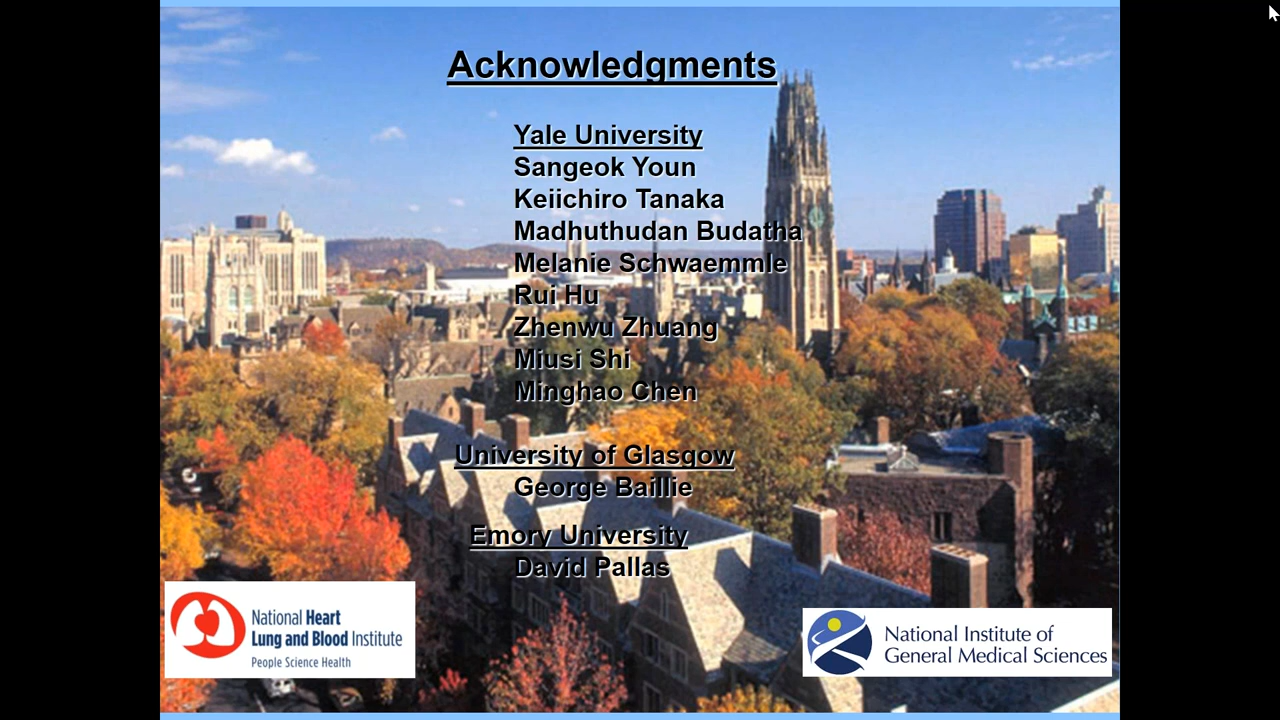 Acknowledgments
Yale University
Sangeok Youn
Keiichiro Tanaka
Madhuthudan Budatha
Melanie Schwaemmle
Rui Hu
Zhenwu Zhuang
Miusi Shi
Minghao Chen
University of Glasgow
George Baillie
Emory University
David Pallas
National Heart
Lung and Blood Institute
People Science Health
National Institute of
General Medical Sciences